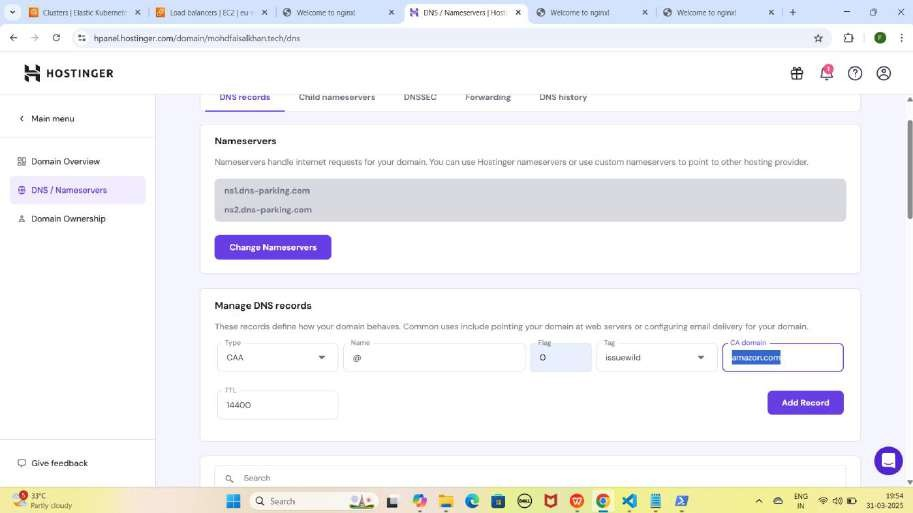 Clusters | Elastic Kubernet
Load balancers | EC2 | eu-
Welcome to nginx!
DNS / Nameservers | Host
Welcome to nginx!
Welcome to nginx!
hpanel.hostinger.com/domain/mohdfaisalkhan.tech/dns
F
HOSTINGER
1
Main menu
DNS records
Child nameservers
DNSSEC
Forwarding
DNS history
Domain Overview
DNS / Nameservers
Domain Ownership
Nameservers
Nameservers handle internet requests for your domain. You can use Hostinger nameservers or use custom nameservers to point to other hosting provider.
ns1.dns-parking.com
ns2.dns-parking.com
Change Nameservers
Manage DNS records
These records define how your domain behaves. Common uses include pointing your domain at web servers or configuring email delivery for your domain.
Type
Name
Flag
Tag
CA domain
CAA
@
0
issuewild
amazon.com
TTL
14400
Add Record
Give feedback
Search
5
33°C
Partly cloudy
Search
DELL
ENG
IN
19:54
31-03-2025